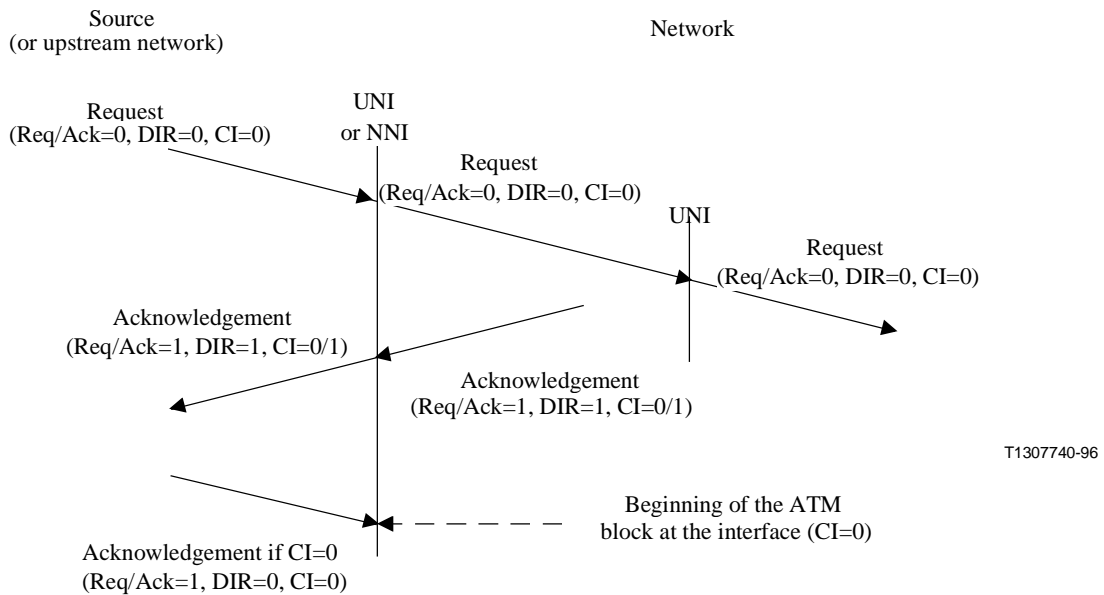 Source
(or upstream network)
Network
UNI
or NNI
Request
(Req/Ack=0, DIR=0, CI=0)
Request
(Req/Ack=0, DIR=0, CI=0)
UNI
Request
(Req/Ack=0, DIR=0, CI=0)
Acknowledgement
(Req/Ack=1, DIR=1, CI=0/1)
Acknowledgement
(Req/Ack=1, DIR=1, CI=0/1)
T1307740-96
Beginning of the ATM
block at the interface (CI=0)
Acknowledgement if CI=0
(Req/Ack=1, DIR=0, CI=0)